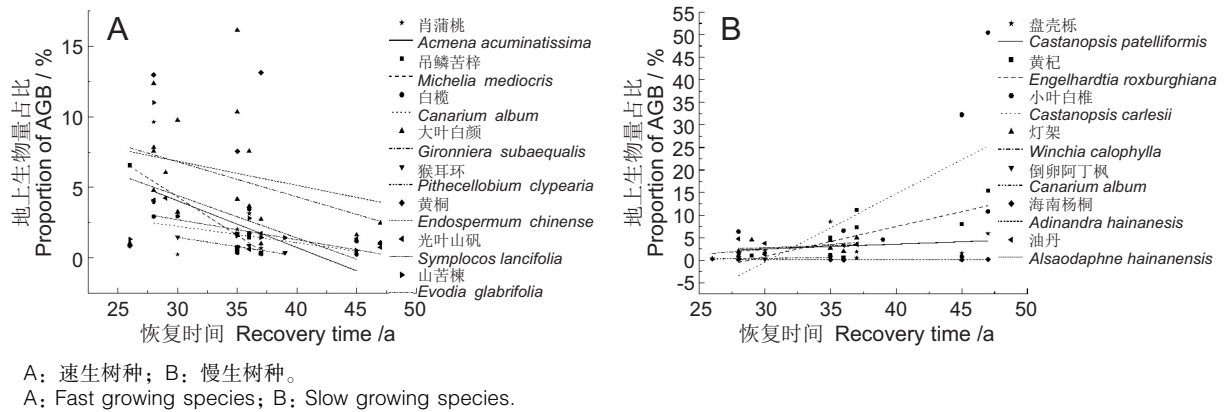 A
地上生物量占比
Proportion of AGB / %
15
10
5
0
25
30
35
40
45
50
恢复时间 Recovery time /a
肖蒲桃
Acmena acuminatissima
吊鳞苦梓
Michelia mediocris
白榄
Canarium album
大叶白颜
Gironniera subaequalis
猴耳环
Pithecellobium clypearia
黄桐
Endospermum chinense
光叶山矾
Symplocos lancifolia
山苦楝
Evodia glabrifolia
B
地上生物量占比
Proportion of AGB / %
55
50
45
40
35
30
25
20
15
10
5
0
-5
25
30
35
40
45
50
恢复时间 Recovery time /a
盘壳栎
Castanopsis patelliformis
黄杞
Engelhardtia roxburghiana
小叶白椎
Castanopsis carlesii
灯架
Winchia calophylla
倒卵阿丁枫
Canarium album
海南杨桐
Adinandra hainanesis
油丹
Alsaodaphne hainanensis
A：速生树种；B：慢生树种。
A：Fast growing species；B：Slow growing species.